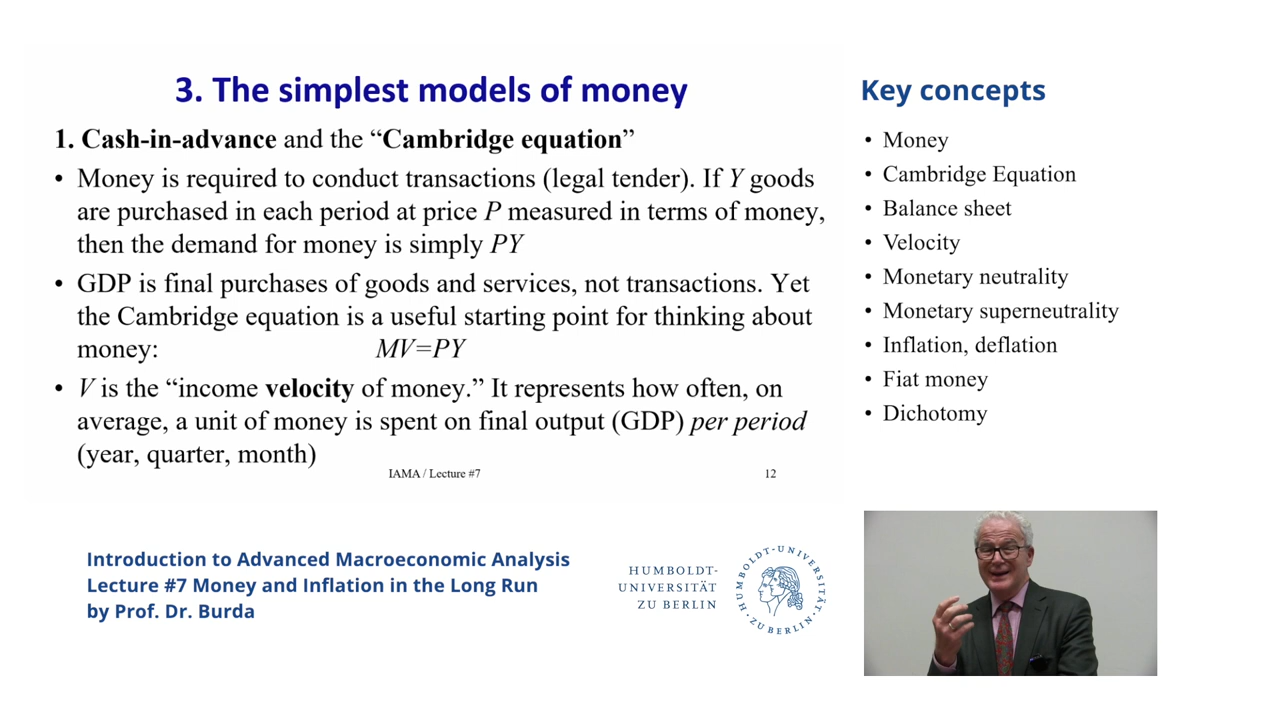 3. The simplest models of money
1. Cash-in-advance and the “Cambridge equation”
• Money is required to conduct transactions (legal tender). If Y goods
are purchased in each period at price P measured in terms of money,
then the demand for money is simply PY
• GDP is final purchases of goods and services, not transactions. Yet
the Cambridge equation is a useful starting point for thinking about
money: MV=PY
• V is the “income velocity of money.” It represents how often, on
average, a unit of money is spent on final output (GDP) per period
(year, quarter, month)
IAMA / Lecture #7 12
Key concepts
• Money
• Cambridge Equation
• Balance sheet
• Velocity
• Monetary neutrality
• Monetary superneutrality
• Inflation, deflation
• Fiat money
• Dichotomy
Introduction to Advanced Macroeconomic Analysis
Lecture #7 Money and Inflation in the Long Run
by Prof. Dr. Burda
HUMBOLDT-
UNIVERSITÄT
ZU BERLIN
HUMBOLDT-UNIVERSITÄT
ZU BERLIN